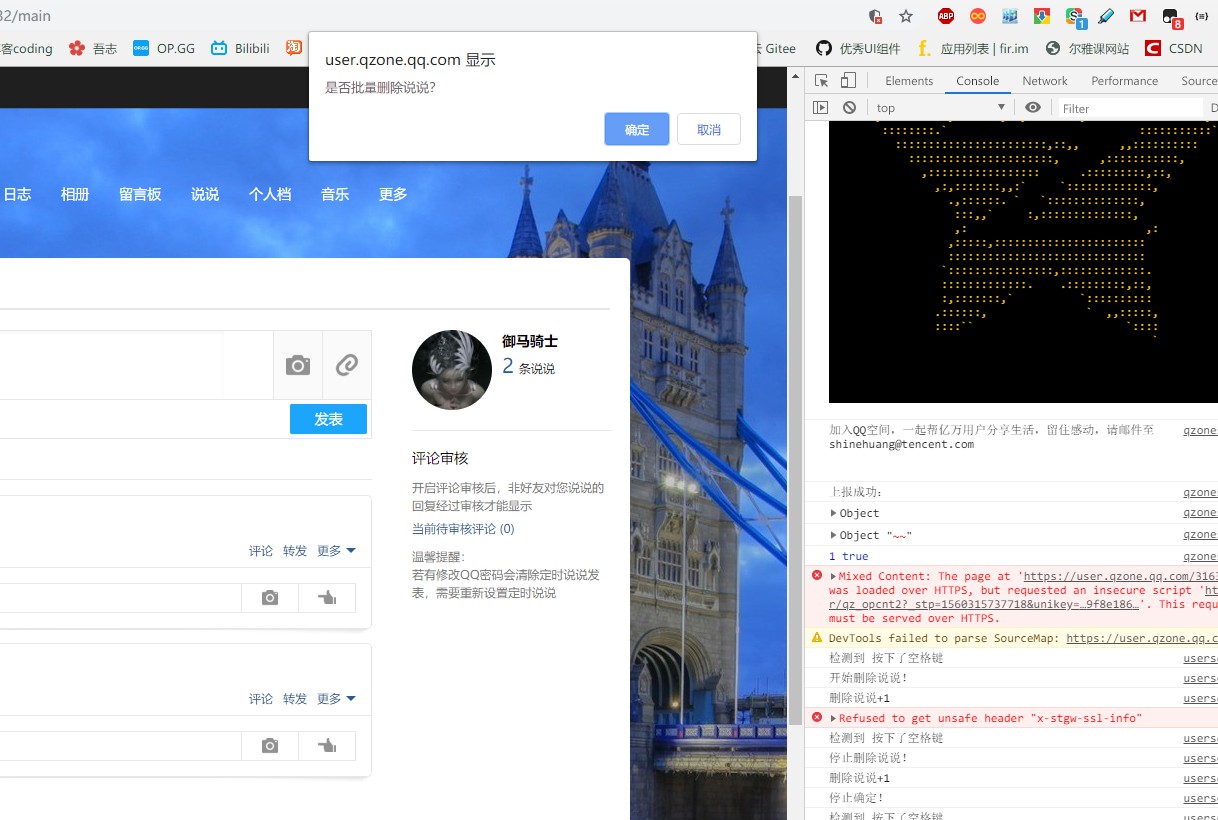 32/main
ABP
1
8
客coding
吾志
OP.GG
Bilibili
淘
Gitee
优秀UI组件
应用列表 | fir.im
尔雅课网站
CSDN
user.qzone.qq.com 显示
是否批量删除说说?
确定
取消
日志
相册
留言板
说说
个人档
音乐
更多
御马骑士
2 条说说
发表
评论审核
开启评论审核后，非好友对您说说的
回复经过审核才能显示
当前待审核评论 (0)
温馨提醒:
若有修改QQ密码会清除定时说说发
表，需要重新设置定时说说
评论 转发 更多
评论 转发 更多
Elements
Console
Network
Performance
Source
top
Filter
D
加入QQ空间，一起帮亿万用户分享生活，留住感动，请邮件至
shinehuang@tencent.com
qzone
上报成功:
qzone
Object
qzone
Object "~~"
qzone
1 true
qzone
Mixed Content: The page at 'https://user.qzone.qq.com/3163
was loaded over HTTPS, but requested an insecure script 'ht
r/qz_opcnt2?_stp=1560315737718&unikey=…9f8e186…'. This requ
must be served over HTTPS.
DevTools failed to parse SourceMap: https://user.qzone.qq.c
检测到 按下了空格键
users
开始删除说说!
users
删除说说+1
users
Refused to get unsafe header "x-stgw-ssl-info"
检测到 按下了空格键
users
停止删除说说!
users
删除说说+1
users
停止确定!
users
检测到 按下了空格键
users